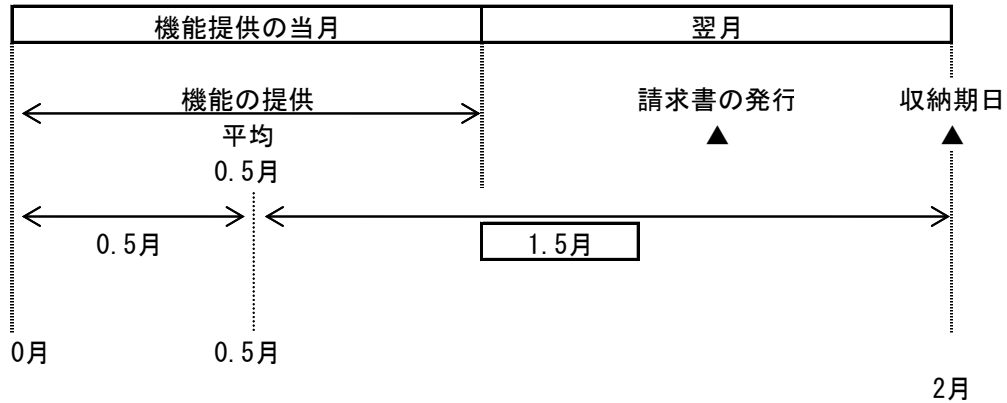 機能提供の当月 翌月
機能の提供 請求書の発行 収納期日
平均 ▲ ▲
0.5月
0.5月 1.5月
0月 0.5月
2月